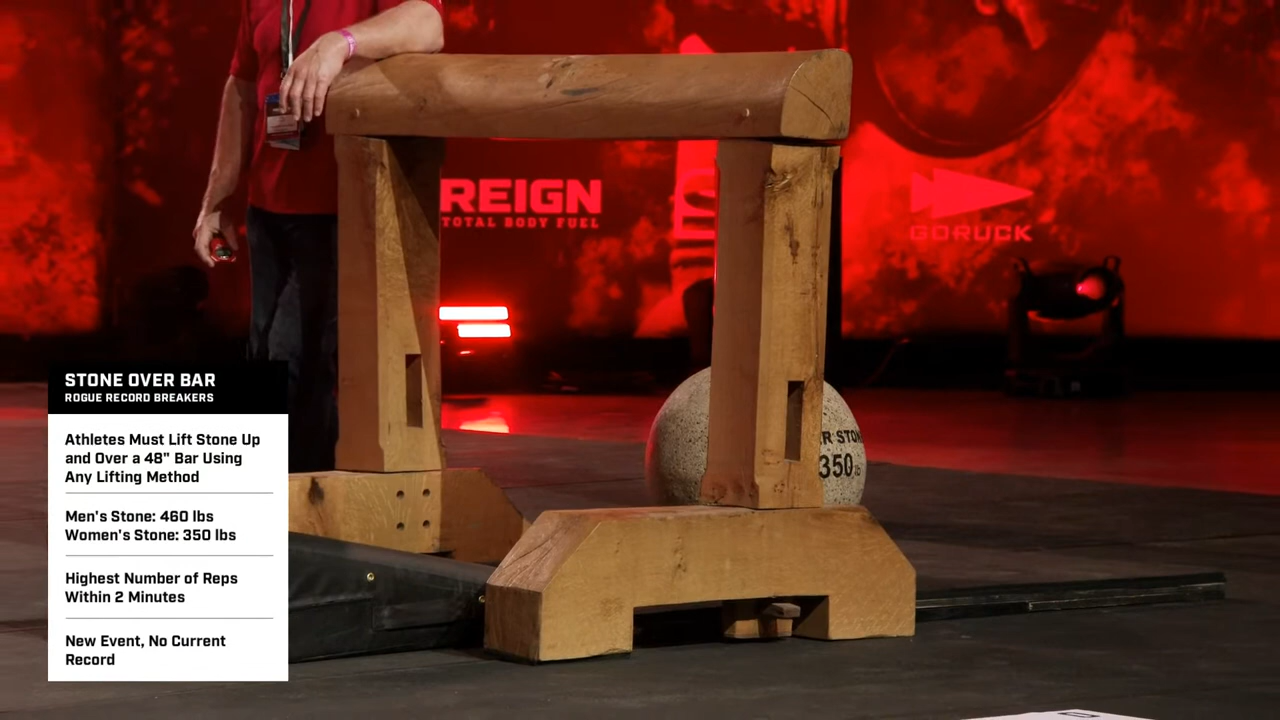 REIGN
TOTAL BODY FUEL
GORUCK
R STON
350 lb
STONE OVER BAR
ROGUE RECORD BREAKERS
Athletes Must Lift Stone Up
and Over a 48" Bar Using
Any Lifting Method
Men's Stone: 460 lbs
Women's Stone: 350 lbs
Highest Number of Reps
Within 2 Minutes
New Event, No Current
Record